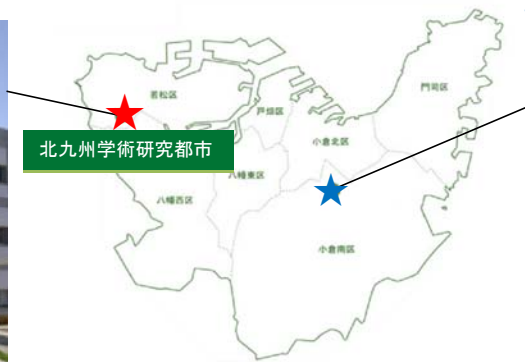 若松区
門司区
戸畑区
小倉北区
北九州学術研究都市
八幡東区
八幡西区
小倉南区